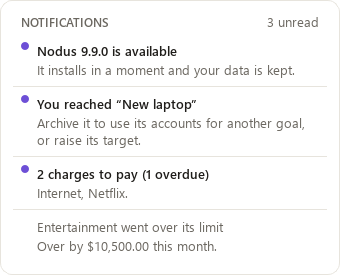 NOTIFICATIONS 3 unread
Nodus 9.9.0 is available
It installs in a moment and your data is kept.
You reached “New laptop”
Archive it to use its accounts for another goal,
or raise its target.
2 charges to pay (1 overdue)
Internet, Netflix.
Entertainment went over its limit
Over by $10,500.00 this month.